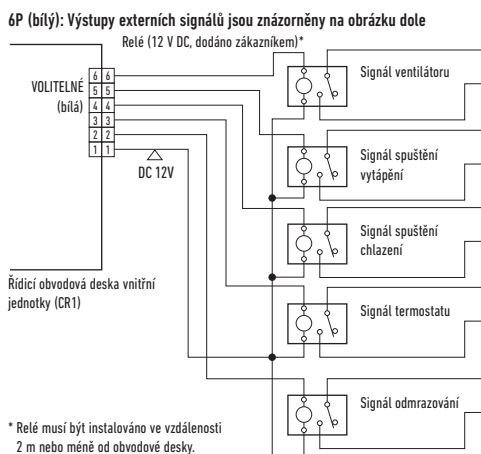 6P (bílý): Výstupy externích signálů jsou znázorněny na obrázku dole
Relé (12 V DC, dodáno zákazníkem)*
VOLITELNÉ
(bílá)
6 6
5 5
4 4
3 3
2 2
1 1
DC 12V
Signál ventilátoru
Signál spuštění
vytápění
Signál spuštění
chlazení
Signál termostatu
Signál odmrazování
Řídicí obvodová deska vnitřní
jednotky (CR1)
* Relé musí být instalováno ve vzdálenosti
2 m nebo méně od obvodové desky.